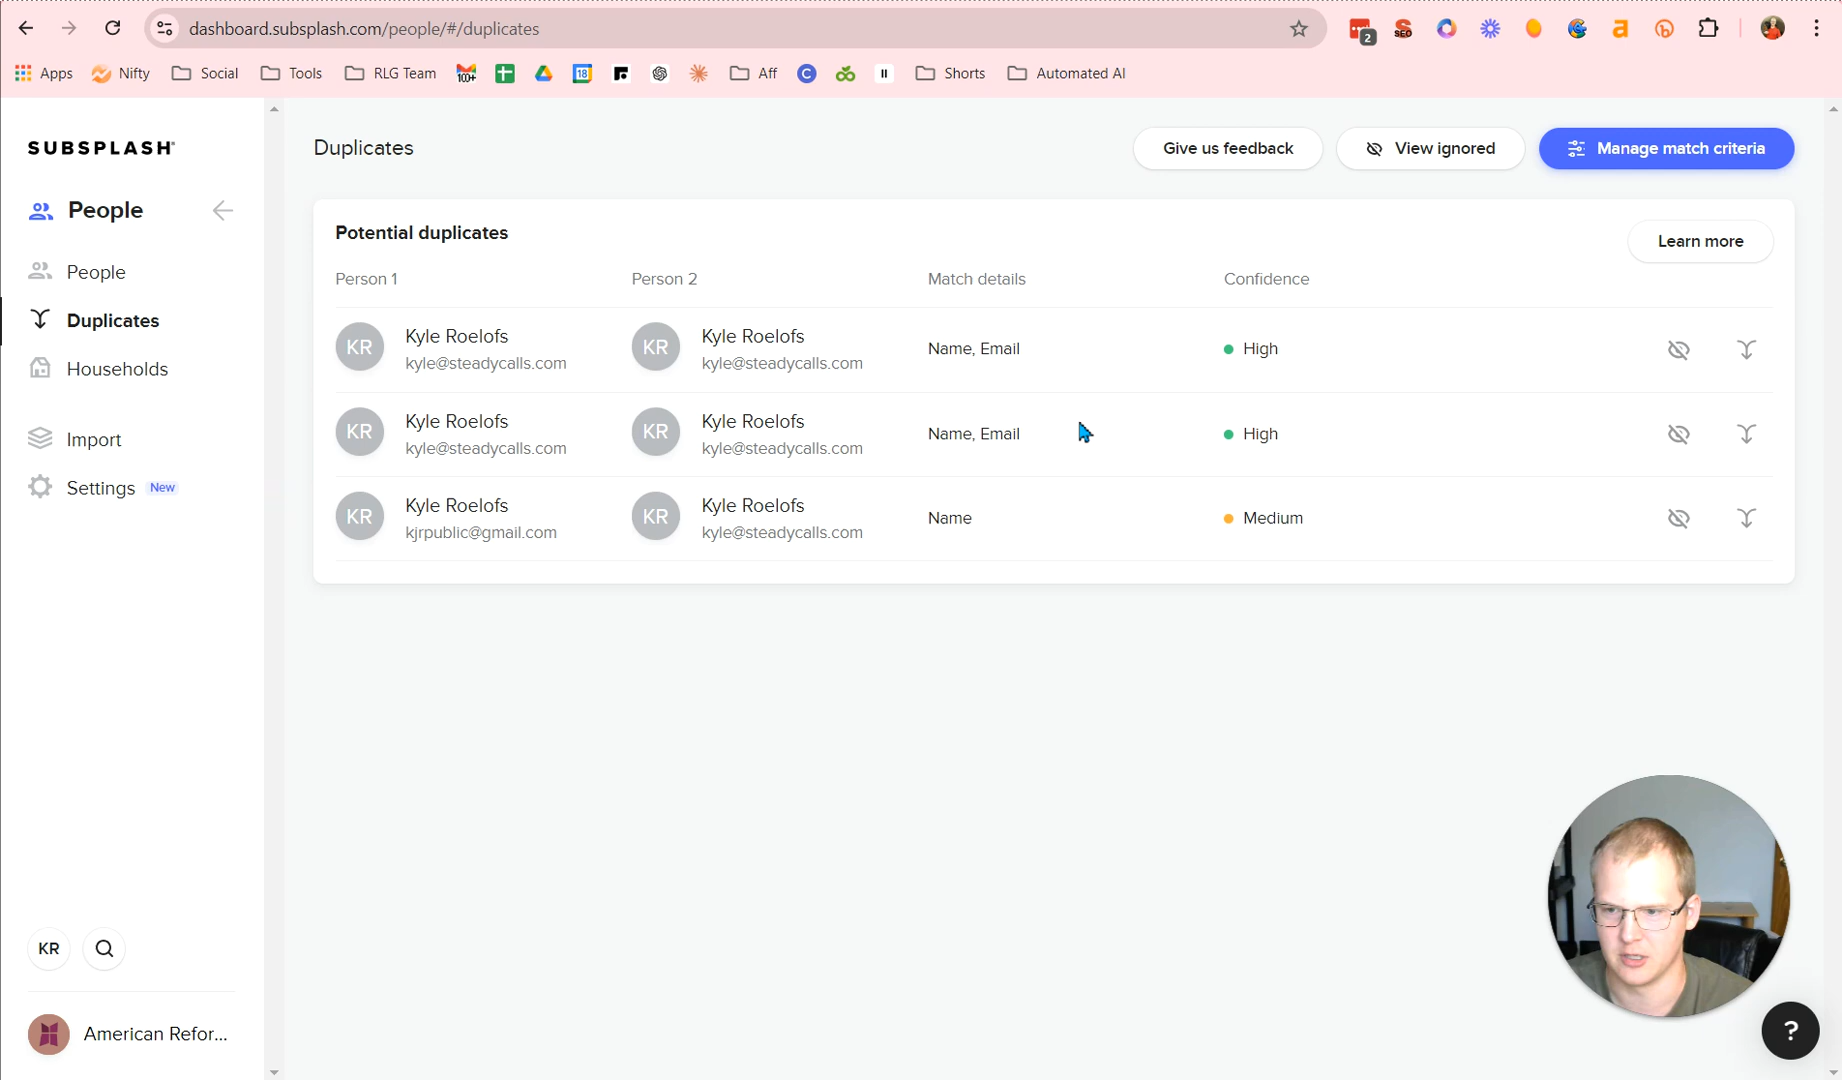 dashboard.subsplash.com/people/#/duplicates
2
SEO
Apps
Nifty
Social
Tools
RLG Team
100+
18
Aff
C
Shorts
Automated AI
SUBSPLASH
People
People
Duplicates
Households
Import
Settings New
KR
American Refor...
Duplicates
Give us feedback
View ignored
Manage match criteria
Potential duplicates
Learn more
Person 1 Person 2 Match details Confidence
KR Kyle Roelofs KR Kyle Roelofs Name, Email High
kyle@steadycalls.com kyle@steadycalls.com
KR Kyle Roelofs KR Kyle Roelofs Name, Email High
kyle@steadycalls.com kyle@steadycalls.com
KR Kyle Roelofs KR Kyle Roelofs Name Medium
kjrpublic@gmail.com kyle@steadycalls.com
?